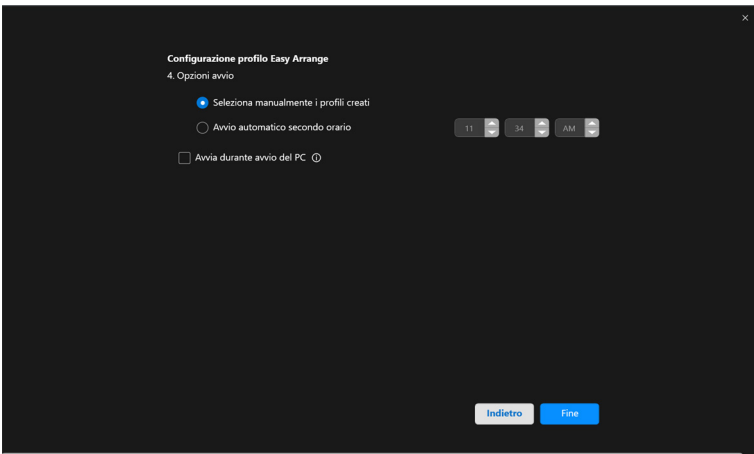 Configurazione profilo Easy Arrange
4. Opzioni avvio
Seleziona manualmente i profili creati
Avvio automatico secondo orario 11 34 AM
Avvia durante avvio del PC
Indietro Fine